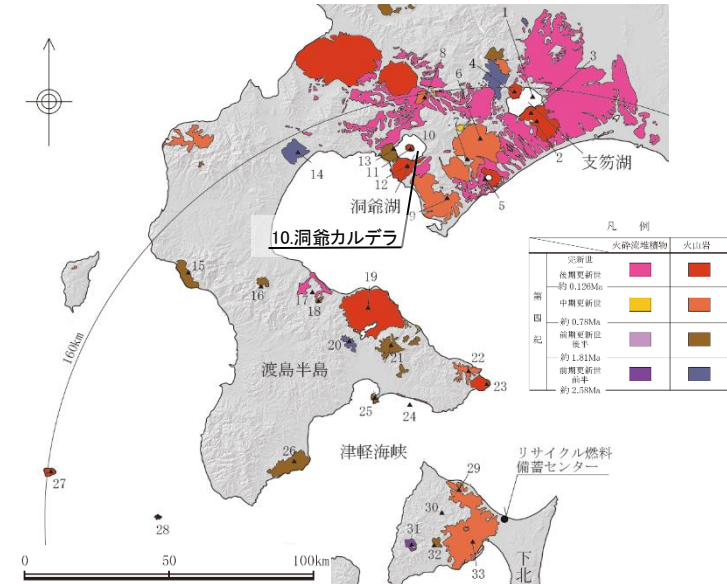 1
3
4
8
6
2
支笏湖
10
13
11
12
14
洞爺湖
9
5
10.洞爺カルデラ
凡 例
火砕流堆積物 火山岩
完新世
後期更新世
約 0.126Ma
中期更新世
約 0.78Ma
前期更新世
後半
約 1.81Ma
前期更新世
前半
約 2.58Ma
第
四
紀
15
16
17
18
19
160km
渡島半島
20
21
22
23
25
24
津軽海峡
26
27
28
リサイクル燃料
備蓄センター
29
30
31
32
33
下
北
0 50 100km